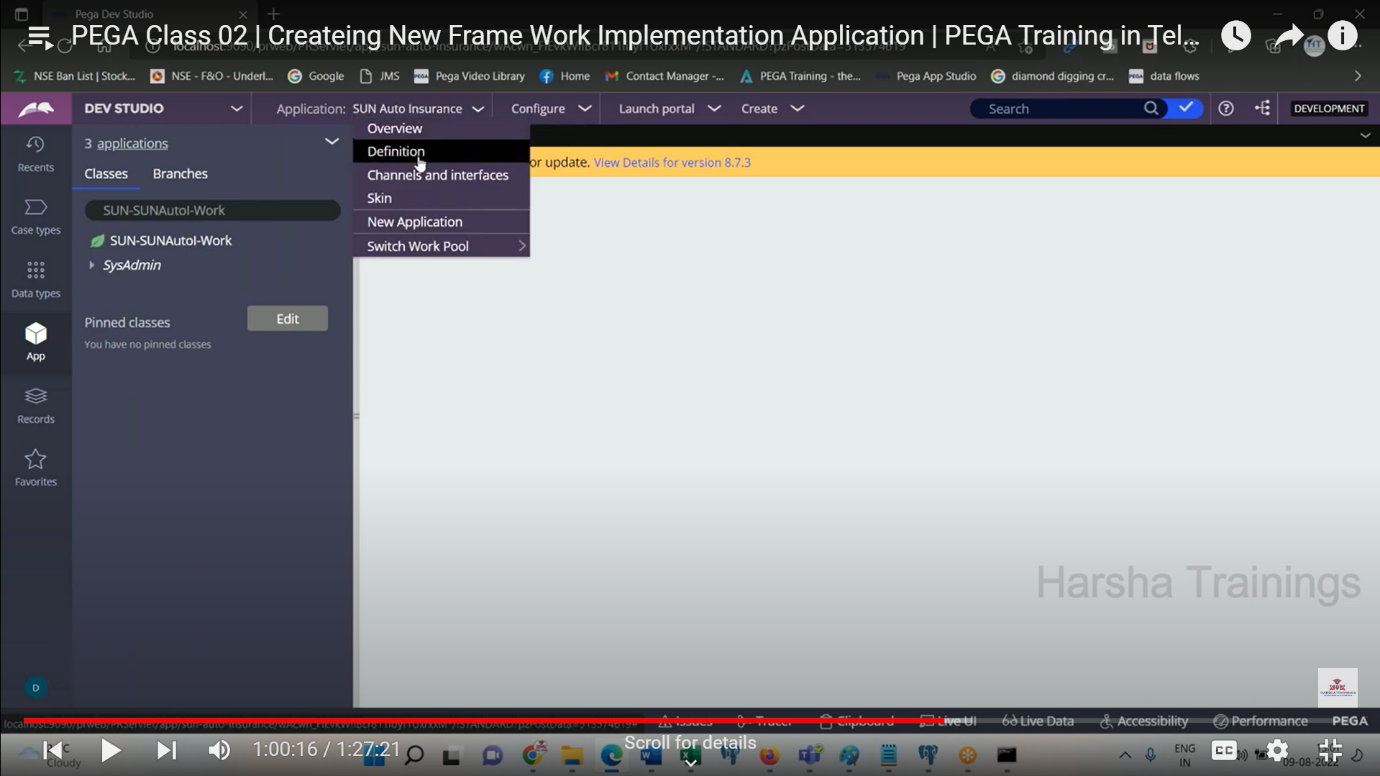 Pega Dev Studio
PEGA Class 02 | Createing New Frame Work Implementation Application | PEGA Training in Tel...
NSE Ban List | Stock...
NSE - F&O - Underl...
Google
JMS
Pega Video Library
Home
Contact Manager -...
PEGA Training - the...
Pega App Studio
diamond digging cr...
data flows
DEV STUDIO
Application: SUN Auto Insurance
Configure
Launch portal
Create
Search
DEVELOPMENT
Recents
Case types
Data types
App
Records
Favorites
3 applications
Classes
Branches
SUN-SUNAutoI-Work
SUN-SUNAutoI-Work
SysAdmin
Pinned classes
Edit
You have no pinned classes
Overview
Definition
Channels and interfaces
Skin
New Application
Switch Work Pool
or update. View Details for version 8.7.3
Harsha Trainings
D
Issues
Tracer
Clipboard
Live UI
Live Data
Accessibility
Performance
PEGA
1:00:16 / 1:27:21
Scroll for details
Cloudy
CC
ENG
IN